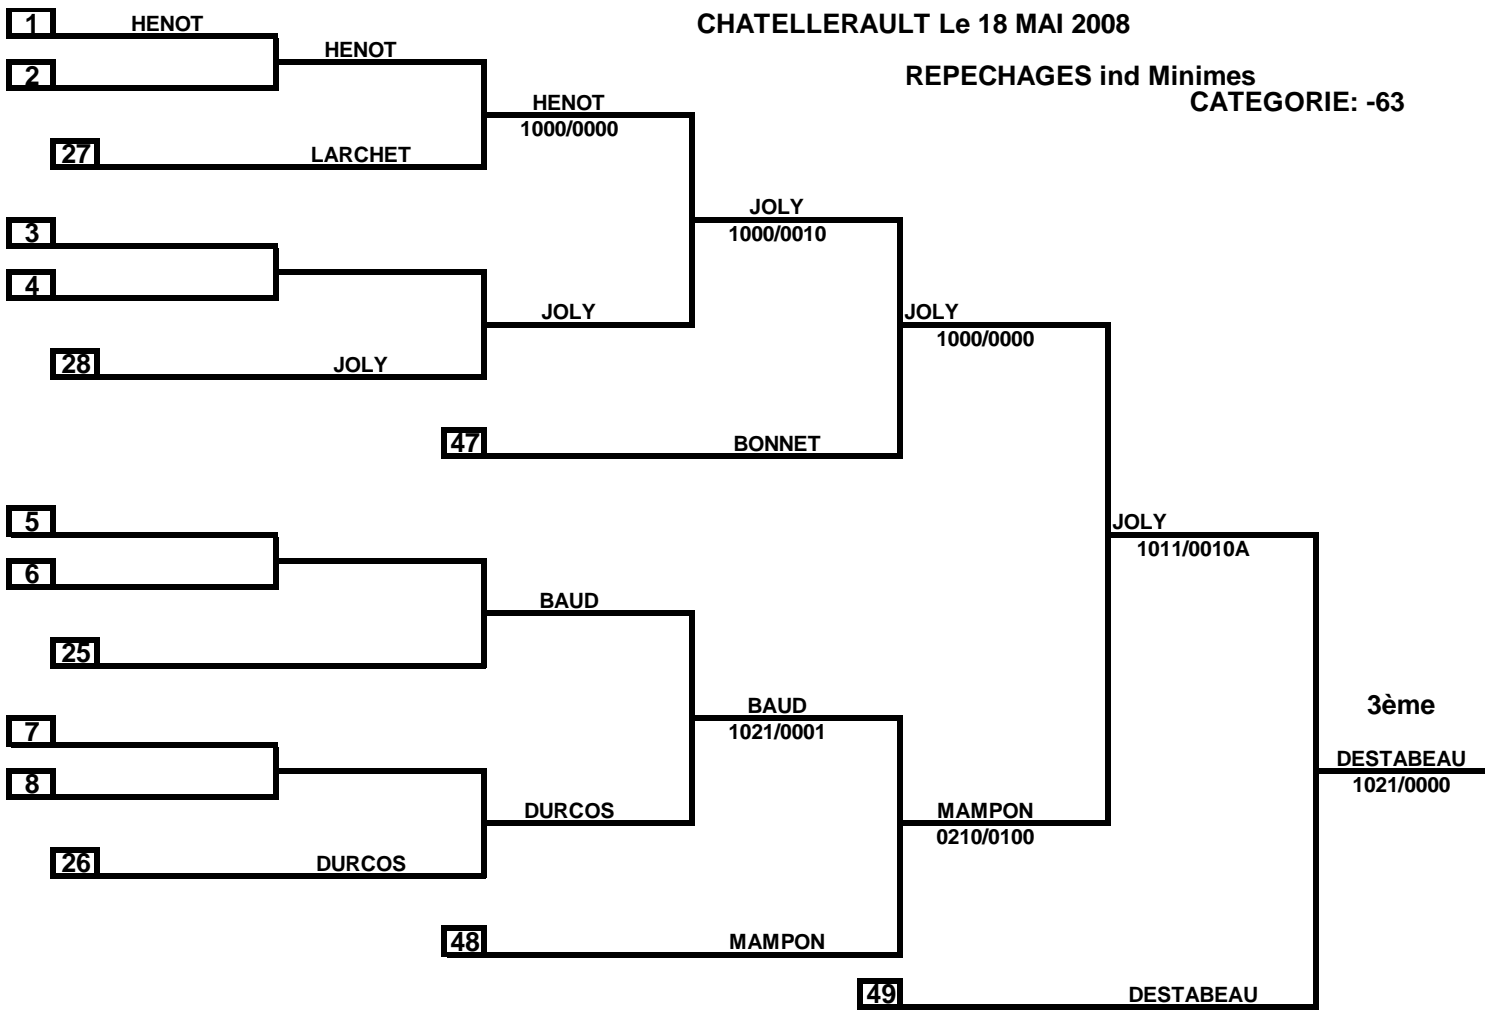 CHATELLERAULT Le 18 MAI 2008
REPECHAGES ind Minimes
CATEGORIE: -63
1 HENOT
HENOT
2
HENOT
1000/0000
27 LARCHET
JOLY
1000/0010
3
4
JOLY
JOLY
1000/0000
28 JOLY
47 BONNET
5
JOLY
1011/0010A
6
BAUD
25
BAUD
1021/0001
3ème
7
DESTABEAU
1021/0000
8
DURCOS
MAMPON
0210/0100
26 DURCOS
48 MAMPON
49 DESTABEAU